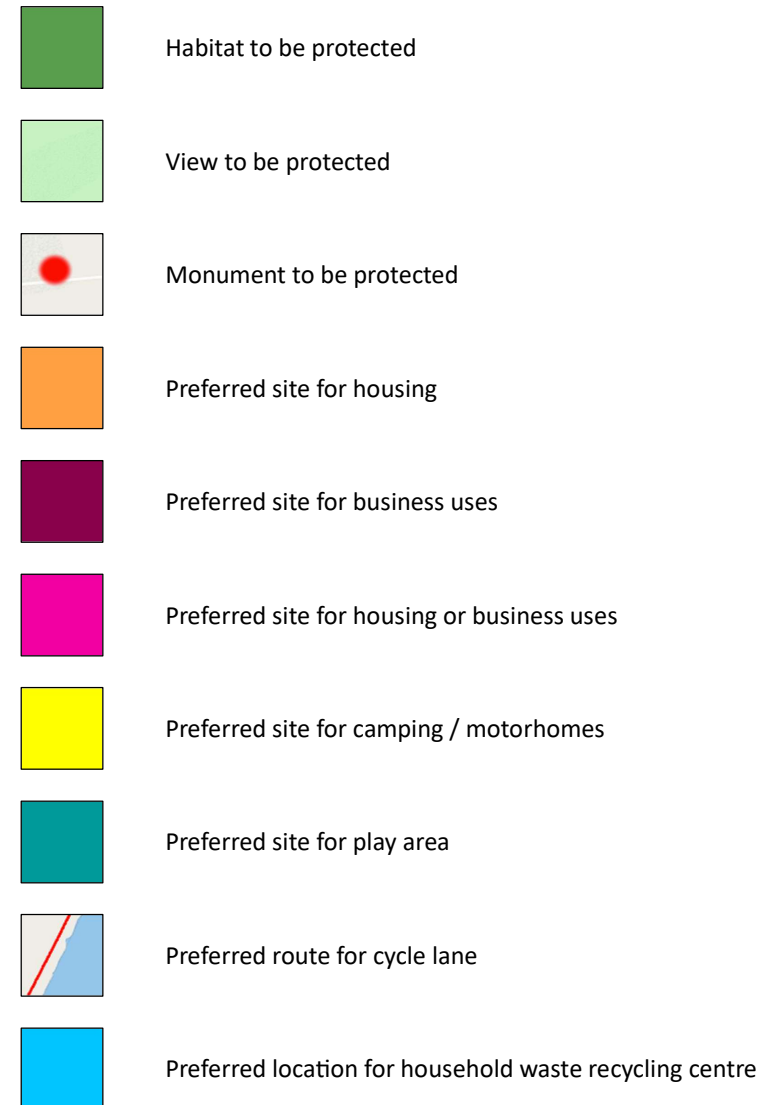 Habitat to be protected
View to be protected
Monument to be protected
Preferred site for housing
Preferred site for business uses
Preferred site for housing or business uses
Preferred site for camping / motorhomes
Preferred site for play area
Preferred route for cycle lane
Preferred location for household waste recycling centre